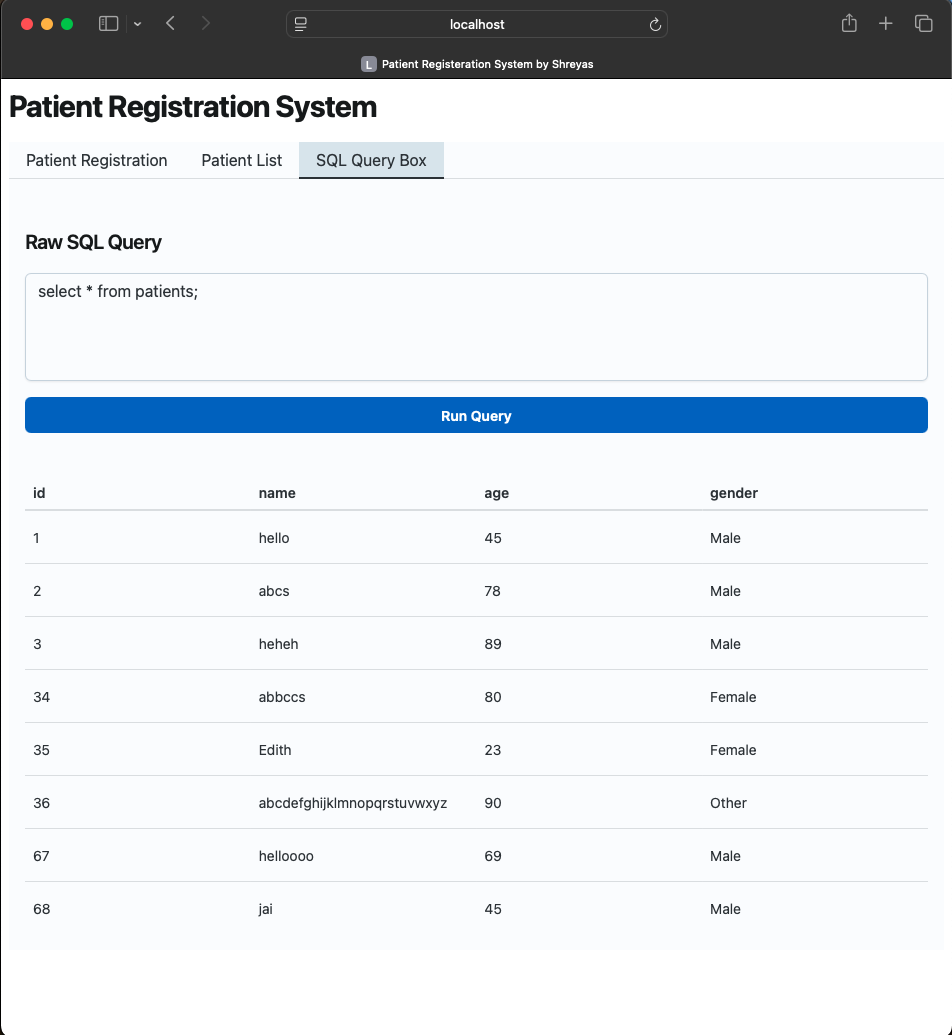 localhost
L Patient Registeration System by Shreyas
Patient Registration System
Patient Registration Patient List SQL Query Box
Raw SQL Query
select * from patients;
Run Query
id name age gender
1 hello 45 Male
2 abcs 78 Male
3 heheh 89 Male
34 abbccs 80 Female
35 Edith 23 Female
36 abcdefghijklmnopqrstuvwxyz 90 Other
67 helloooo 69 Male
68 jai 45 Male